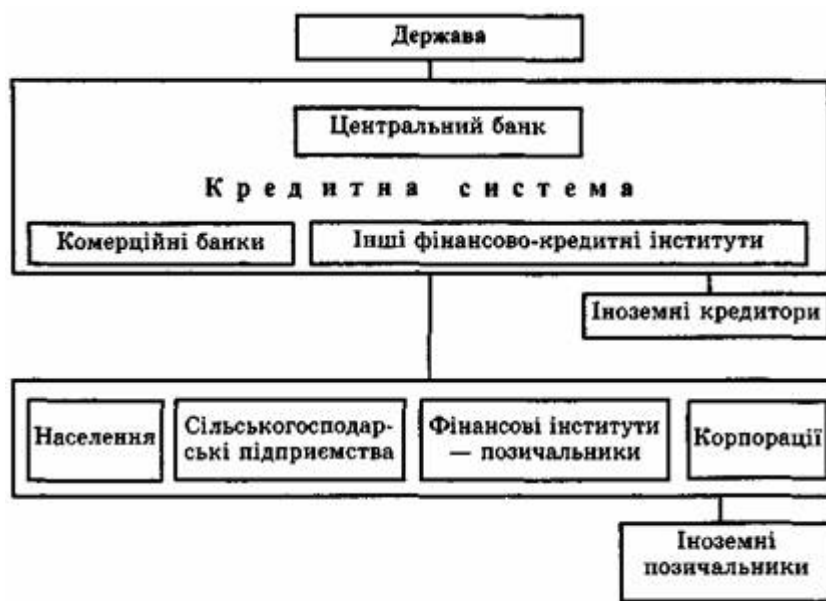 Держава
Центральний банк
Кредитна система
Комерційні банки
Інші фінансово-кредитні інститути
Іноземні кредитори
Населення
Сільськогосподар-
ські підприємства
Фінансові інститути
— позичальники
Корпорації
Іноземні
позичальники